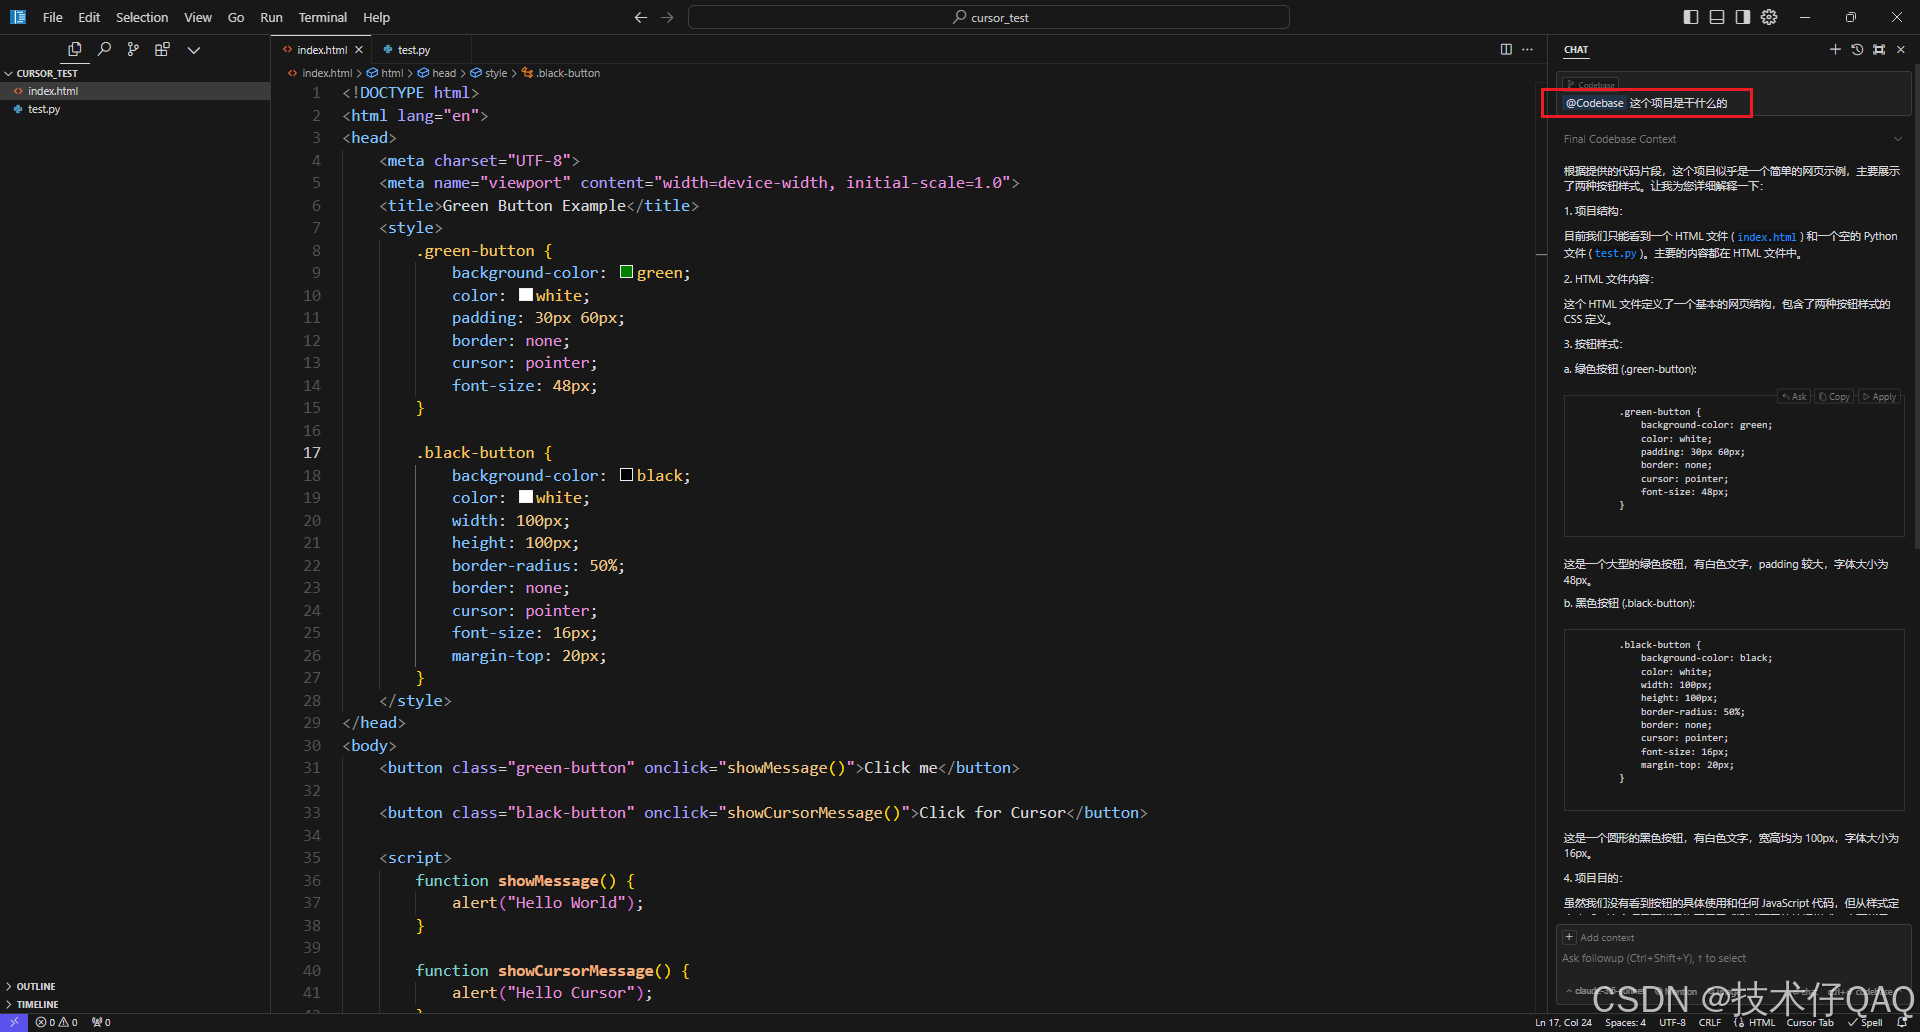 File Edit Selection View Go Run Terminal Help
cursor_test
CURSOR_TEST
index.html
test.py
OUTLINE
TIMELINE
index.html
test.py
index.html > html > head > style > .black-button
1 <!DOCTYPE html>
2 <html lang="en">
3 <head>
4 <meta charset="UTF-8">
5 <meta name="viewport" content="width=device-width, initial-scale=1.0">
6 <title>Green Button Example</title>
7 <style>
8 .green-button {
9 background-color: green;
10 color: white;
11 padding: 30px 60px;
12 border: none;
13 cursor: pointer;
14 font-size: 48px;
15 }
16
17 .black-button {
18 background-color: black;
19 color: white;
20 width: 100px;
21 height: 100px;
22 border-radius: 50%;
23 border: none;
24 cursor: pointer;
25 font-size: 16px;
26 margin-top: 20px;
27 }
28 </style>
29 </head>
30 <body>
31 <button class="green-button" onclick="showMessage()">Click me</button>
32
33 <button class="black-button" onclick="showCursorMessage()">Click for Cursor</button>
34
35 <script>
36 function showMessage() {
37 alert("Hello World");
38 }
39
40 function showCursorMessage() {
41 alert("Hello Cursor");
CHAT
Codebase
@Codebase 这个项目是干什么的
Final Codebase Context
根据提供的代码片段，这个项目似乎是一个简单的网页示例，主要展示
了两种按钮样式。让我为您详细解释一下：
1. 项目结构：
目前我们只能看到一个 HTML 文件 ( index.html ) 和一个空的 Python
文件 ( test.py )。主要的内容都在 HTML 文件中。
2. HTML 文件内容：
这个 HTML 文件定义了一个基本的网页结构，包含了两种按钮样式的
CSS 定义。
3. 按钮样式：
a. 绿色按钮 (.green-button):
Ask Copy Apply
.green-button {
background-color: green;
color: white;
padding: 30px 60px;
border: none;
cursor: pointer;
font-size: 48px;
}
这是一个大型的绿色按钮，有白色文字，padding 较大，字体大小为
48px。
b. 黑色按钮 (.black-button):
.black-button {
background-color: black;
color: white;
width: 100px;
height: 100px;
border-radius: 50%;
border: none;
cursor: pointer;
font-size: 16px;
margin-top: 20px;
}
这是一个圆形的黑色按钮，有白色文字，宽高均为 100px，字体大小为
16px。
4. 项目目的：
虽然我们没有看到按钮的具体使用和任何 JavaScript 代码，但从样式定
Add context
Ask followup (Ctrl+Shift+Y), ↑ to select
CSDN @技术仔QAQ
0 0 0
Ln 17, Col 24 Spaces: 4 UTF-8 CRLF HTML Cursor Tab Spell